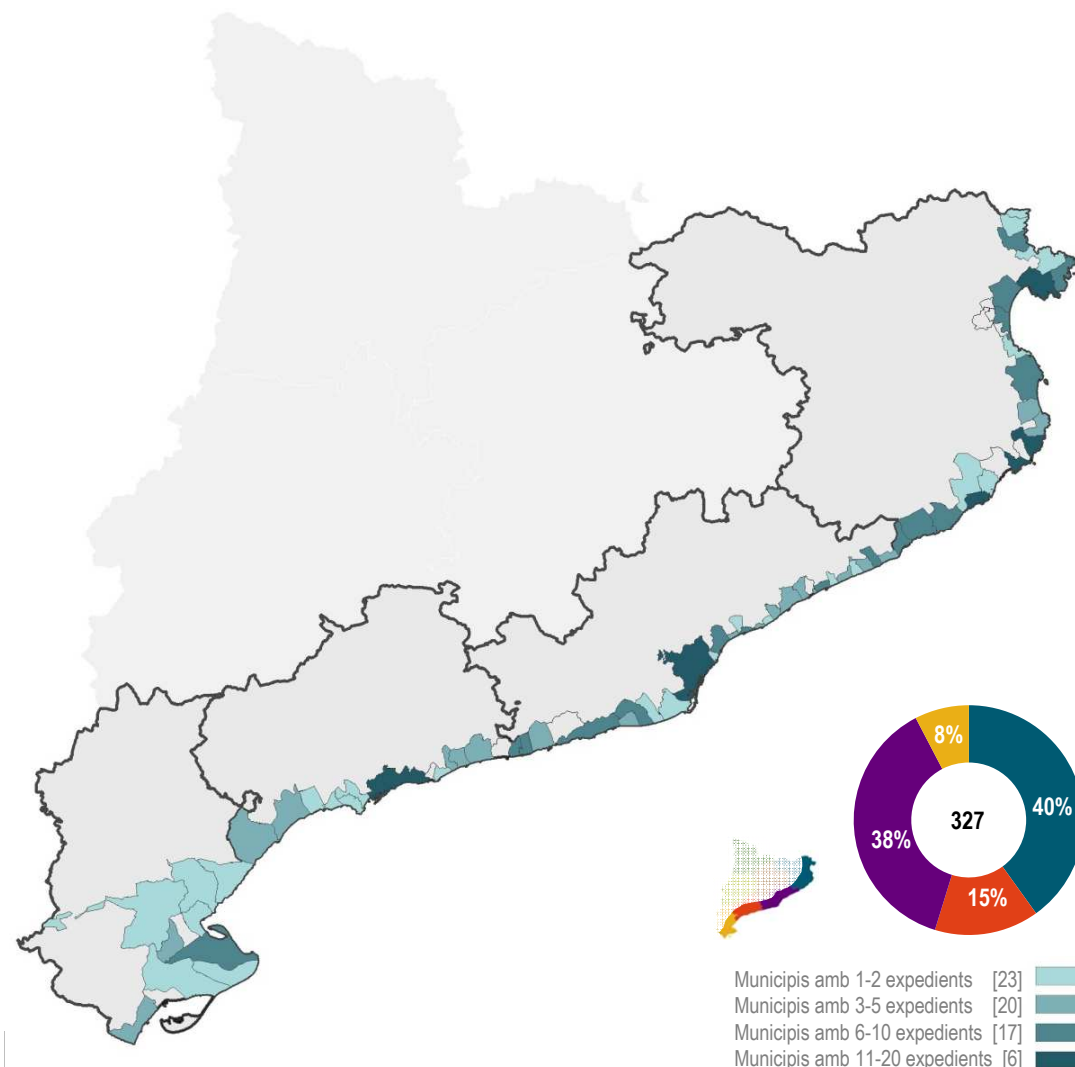 8%
40%
38%
327
15%
Municipis amb 1-2 expedients [23]
Municipis amb 3-5 expedients [20]
Municipis amb 6-10 expedients [17]
Municipis amb 11-20 expedients [6]